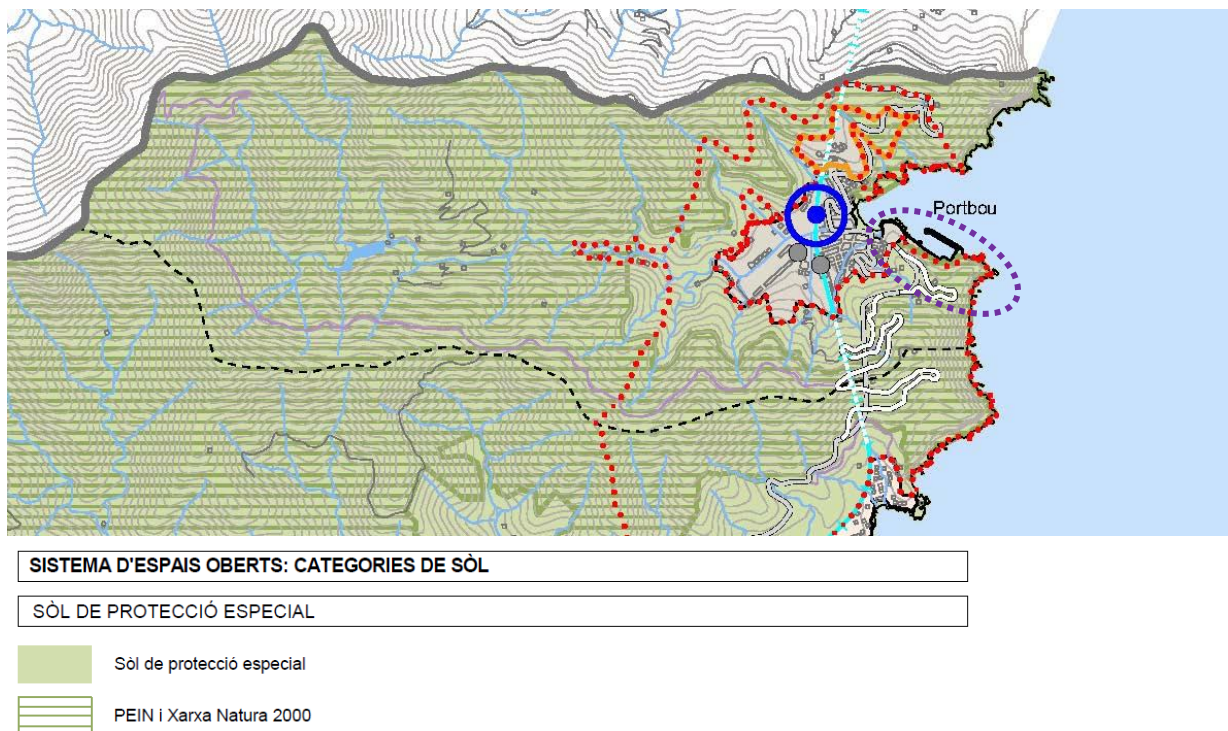 Portbou
SISTEMA D'ESPAIS OBERTS: CATEGORIES DE SÒL
SÒL DE PROTECCIÓ ESPECIAL
Sòl de protecció especial
PEIN i Xarxa Natura 2000